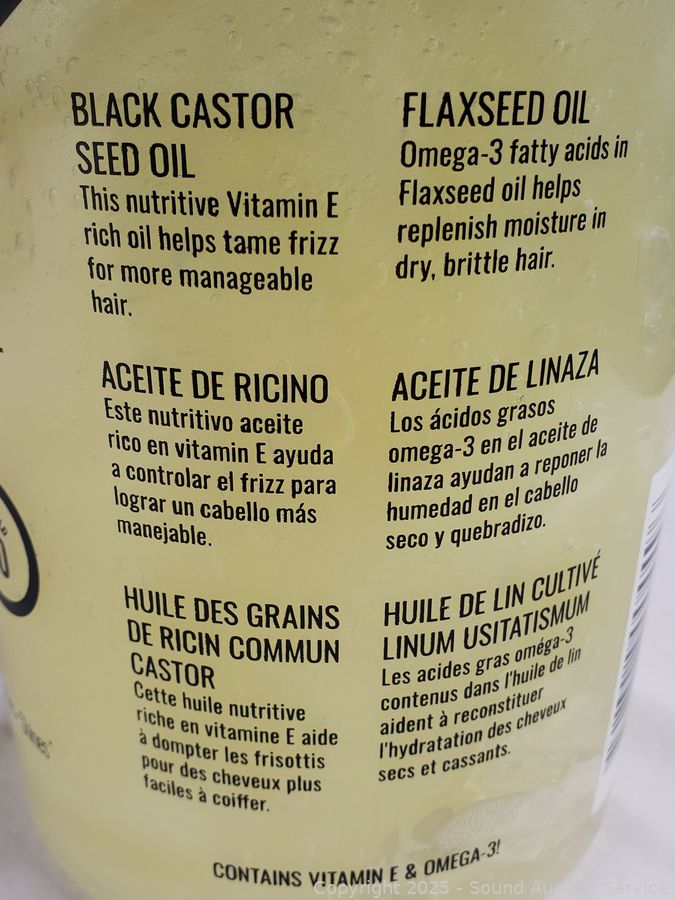 BLACK CASTOR
SEED OIL
This nutritive Vitamin E
rich oil helps tame frizz
for more manageable
hair.
FLAXSEED OIL
Omega-3 fatty acids in
Flaxseed oil helps
replenish moisture in
dry, brittle hair.
ACEITE DE RICINO
Este nutritivo aceite
rico en vitamin E ayuda
a controlar el frizz para
lograr un cabello más
manejable.
ACEITE DE LINAZA
Los ácidos grasos
omega-3 en el aceite de
linaza ayudan a reponer la
humedad en el cabello
seco y quebradizo.
HUILE DES GRAINS
DE RICIN COMMUN
CASTOR
Cette huile nutritive
riche en vitamine E aide
à dompter les frisottis
pour des cheveux plus
faciles à coiffer.
HUILE DE LIN CULTIVÉ
LINUM USITATISMUM
Les acides gras oméga-3
contenus dans l'huile de lin
aident à reconstituer
l'hydratation des cheveux
secs et cassants.
CONTAINS VITAMIN E & OMEGA-3!
Copyright 2025 - Sound Auction Service